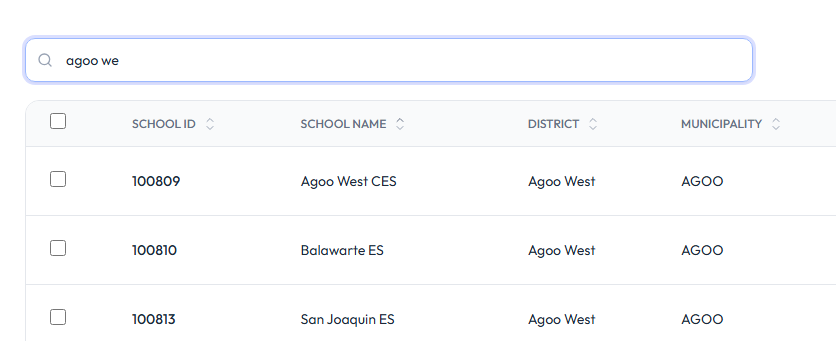 agoo we
SCHOOL ID SCHOOL NAME DISTRICT MUNICIPALITY
100809 Agoo West CES Agoo West AGOO
100810 Balawarte ES Agoo West AGOO
100813 San Joaquin ES Agoo West AGOO